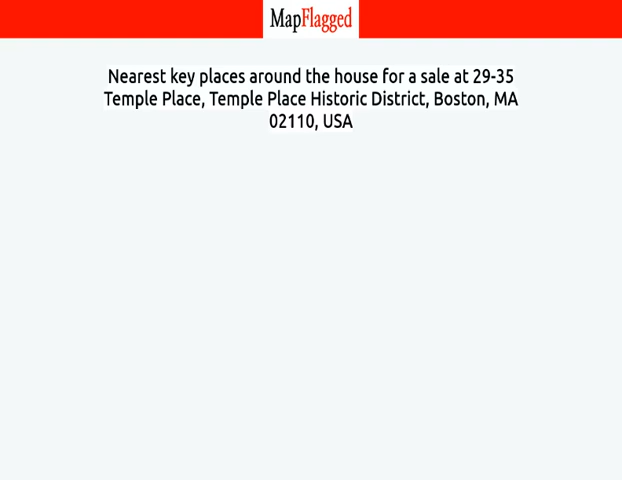 MapFlagged
Nearest key places around the house for a sale at 29-35
Temple Place, Temple Place Historic District, Boston, MA
02110, USA